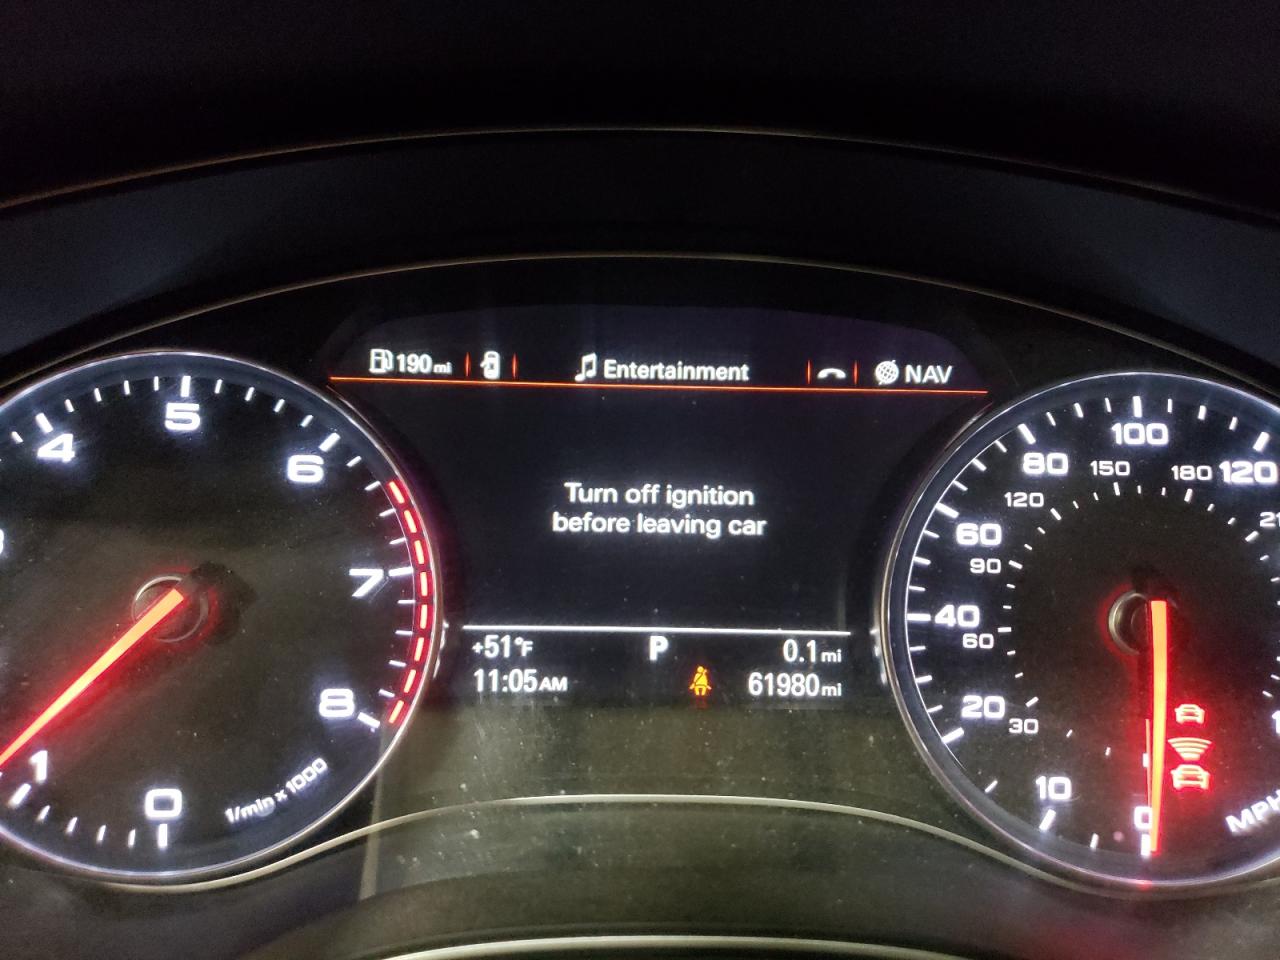 190 mi
Entertainment
NAV
Turn off ignition
before leaving car
+51°F
P
0.1 mi
11:05 AM
61980 mi
0
1
4
5
6
7
8
1/min x 1000
0
10
20
30
40
60
60
90
80
120
100
150
180
120
MPH